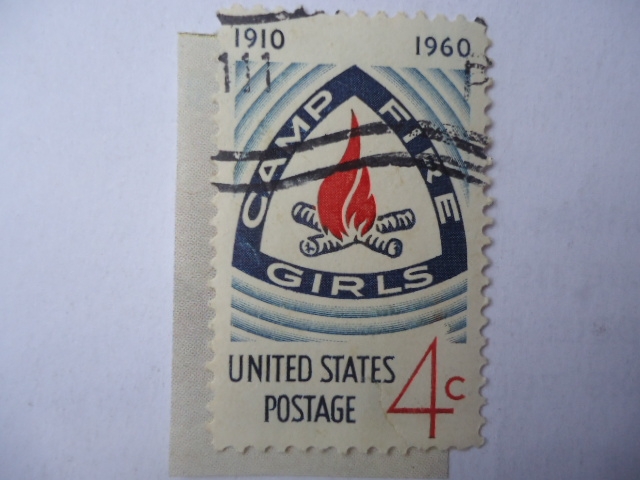 1910 1960
CAMP FIRE
GIRLS
UNITED STATES
POSTAGE
4c